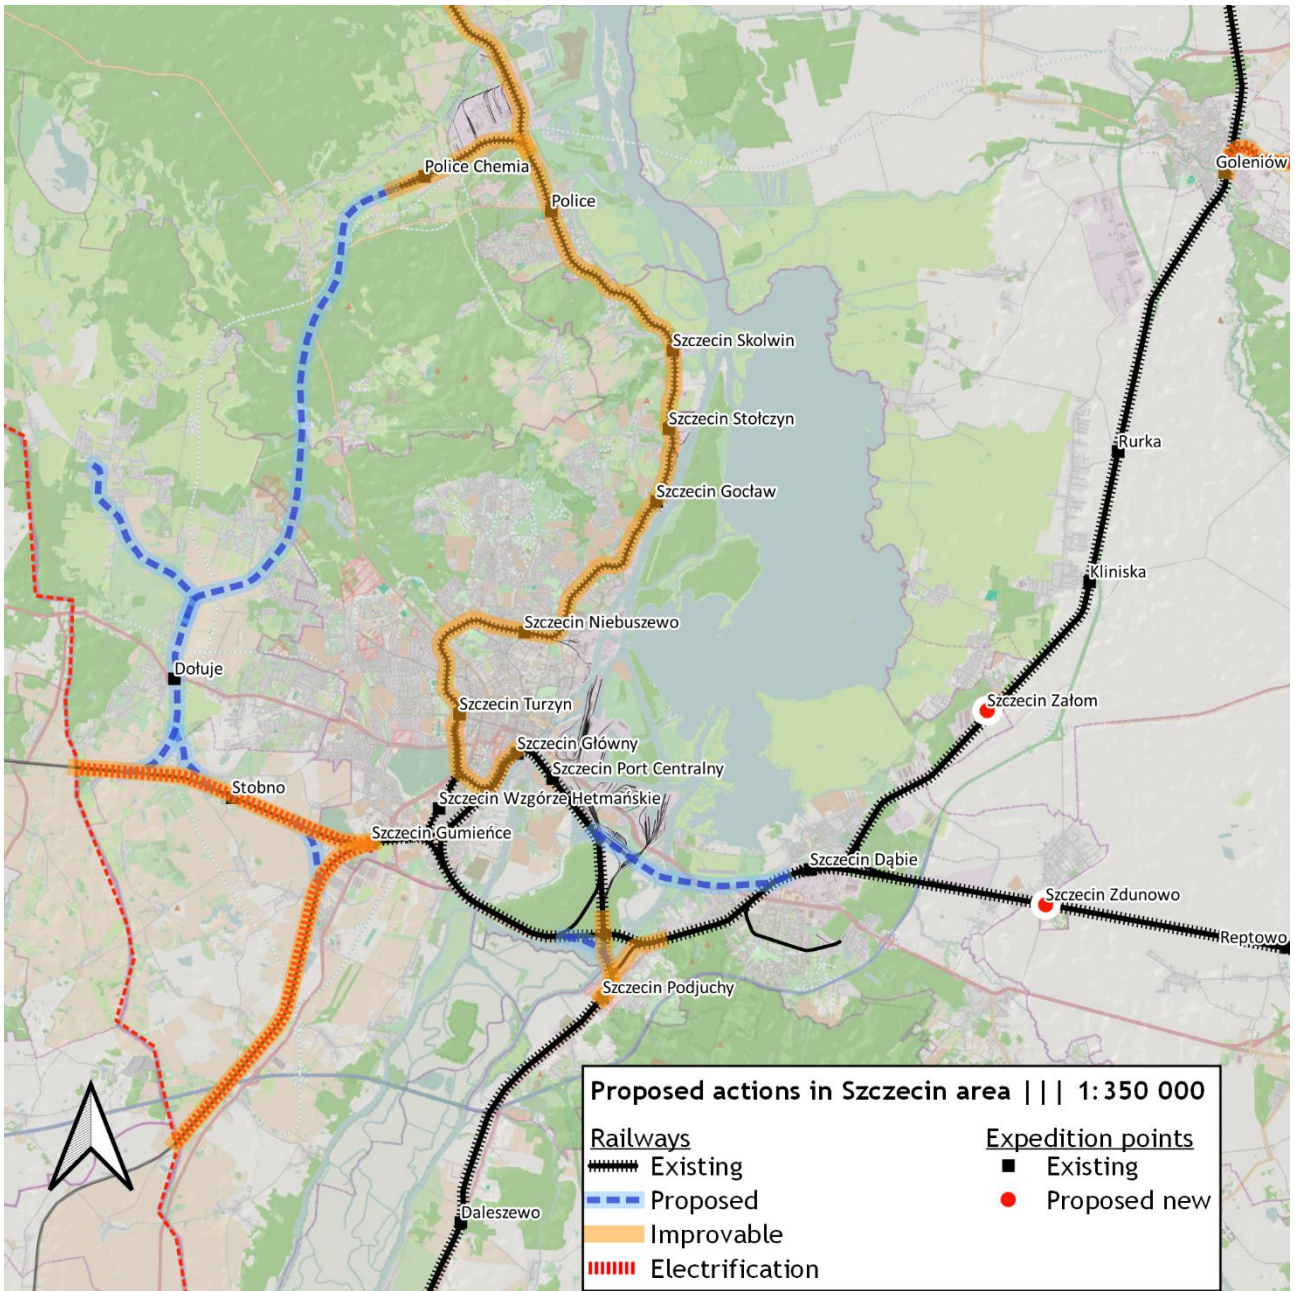 Police Chemia
Goleniów
Police
Szczecin Skolwin
Szczecin Stołczyn
Rurka
Szczecin Gocław
Kliniska
Szczecin Niebuszewo
Dołuje
Szczecin Turzyn
Szczecin Załom
Szczecin Główny
Szczecin Port Centralny
Stobno
Szczecin Wzgórze Hetmańskie
Szczecin Gumieńce
Szczecin Dąbie
Szczecin Zdunowo
Reptowo
Szczecin Podjuchy
Daleszewo
Proposed actions in Szczecin area ||| 1:350 000
Railways
Existing
Proposed
Improvable
Electrification
Expedition points
Existing
Proposed new